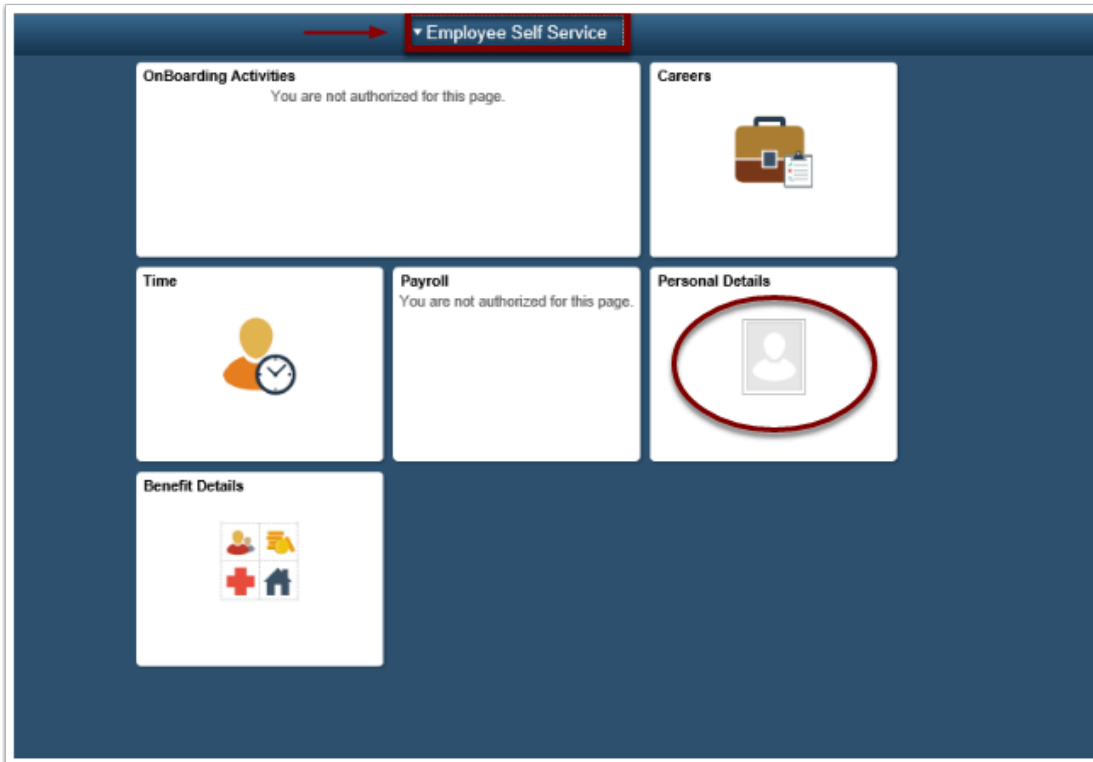 Employee Self Service
OnBoarding Activities
You are not authorized for this page.
Careers
Time
Payroll
You are not authorized for this page.
Personal Details
Benefit Details